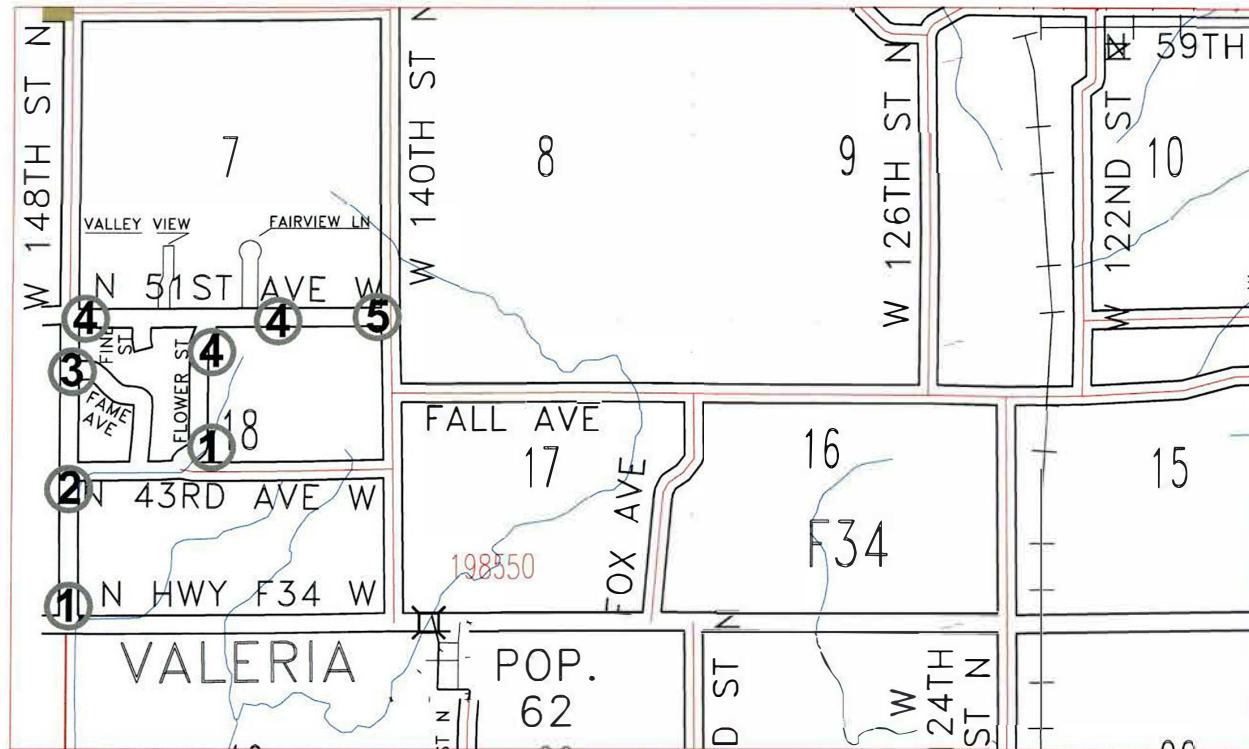 W 148TH ST N
7
VALLEY VIEW
FAIRVIEW LN
N 51ST AVE W
W 140TH ST N
8
9
W 126TH ST N
W 122ND ST N
59TH
10
4
4
5
FINE
ST
3
4
FLOWER ST
FAME
AVE
1
18
FALL AVE
17
16
15
2
N 43RD AVE W
FOX AVE
F34
198550
1
N HWY F34 W
VALERIA
POP.
62
ST N
N
D ST
W
24TH
ST N